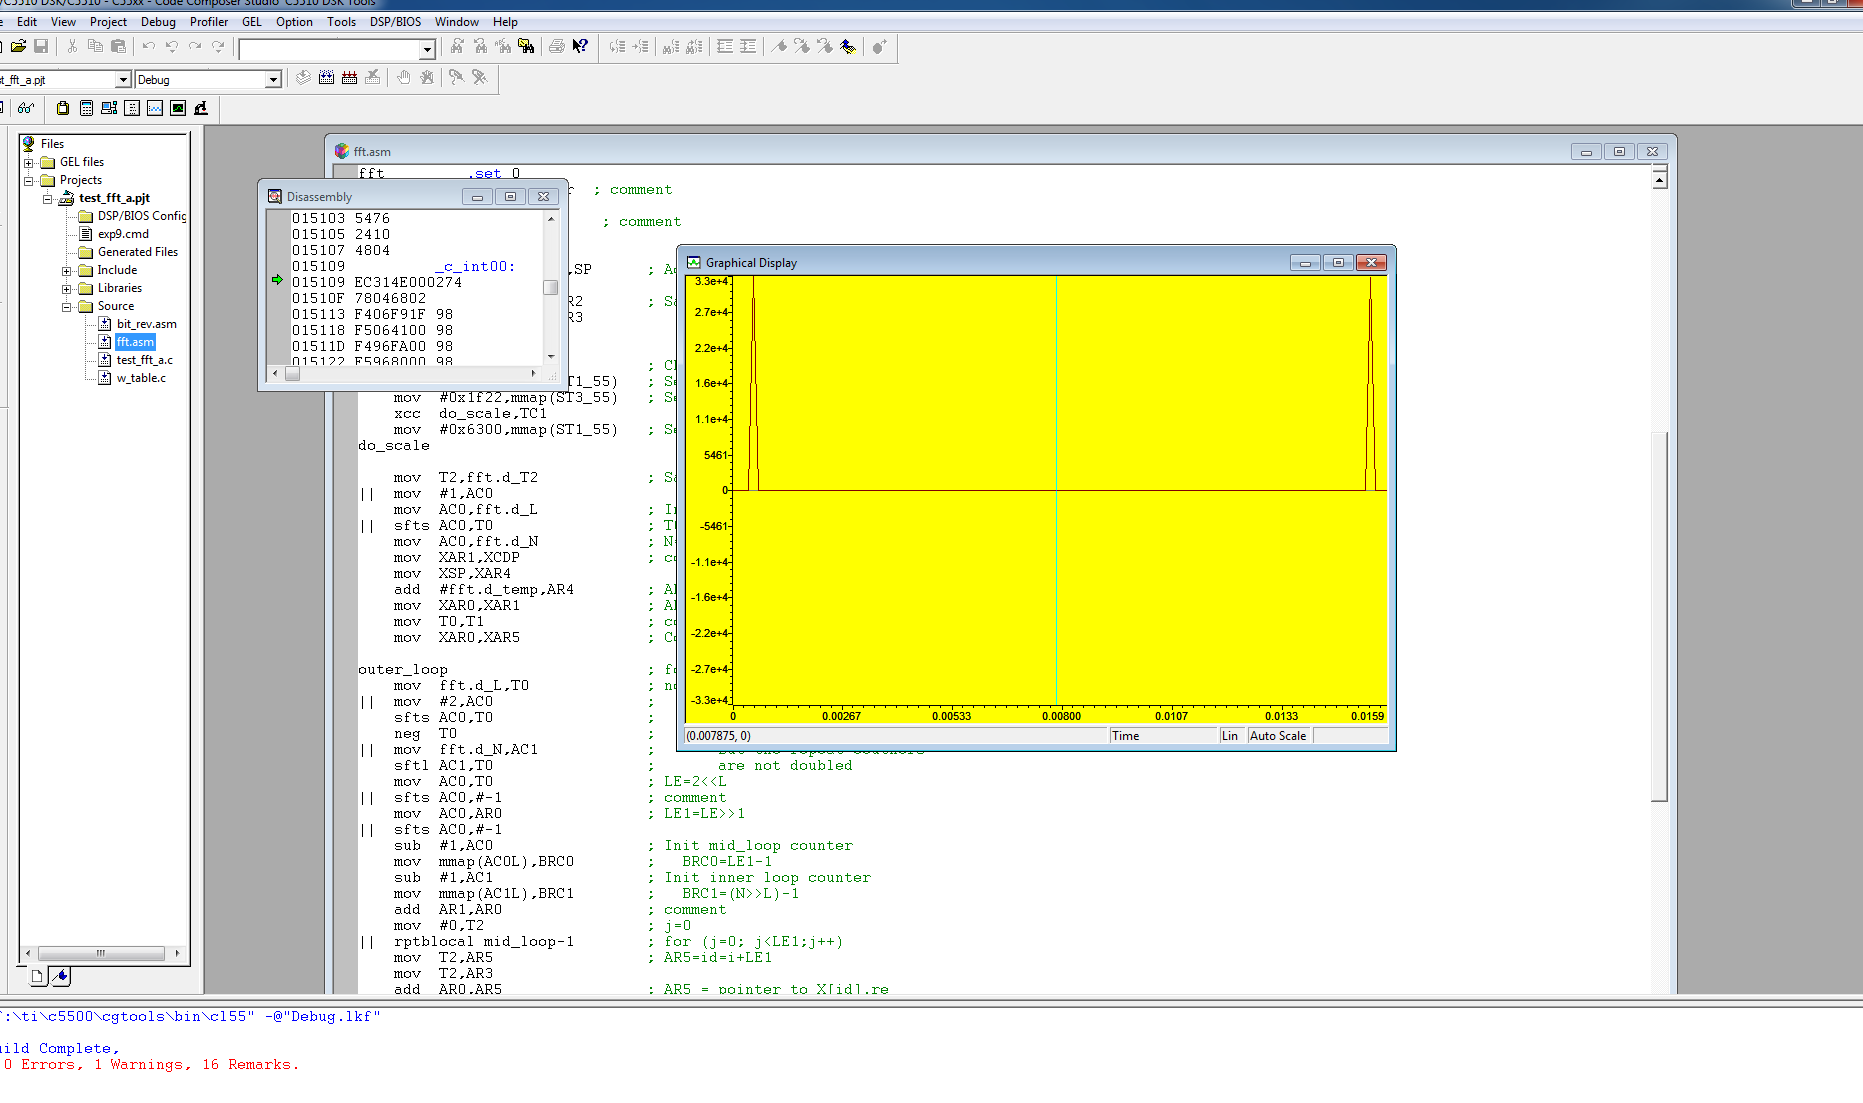 /C5510 DSK/C5510 - C55xx - Code Composer Studio 'C5510 DSK Tools'
Edit View Project Debug Profiler GEL Option Tools DSP/BIOS Window Help
st_fft_a.pjt Debug
Files
GEL files
Projects
test_fft_a.pjt
DSP/BIOS Config
exp9.cmd
Generated Files
Include
Libraries
Source
bit_rev.asm
fft.asm
test_fft_a.c
w_table.c
fft.asm
fft .set 0
r ; comment
; comment
,SP ; A
R2 ; S
R3
; C
T1_55) ; Se
mov #0x1f22,mmap(ST3_55) ; Se
xcc do_scale,TC1
mov #0x6300,mmap(ST1_55) ; Se
do_scale
mov T2,fft.d_T2 ; Sa
|| mov #1,AC0
mov AC0,fft.d_L ; In
|| sfts AC0,T0 ; T
mov AC0,fft.d_N ; N
mov XAR1,XCDP ; co
mov XSP,XAR4
add #fft.d_temp,AR4 ; A
mov XAR0,XAR1 ; A
mov T0,T1 ; co
mov XAR0,XAR5 ; Co
outer_loop ; fo
mov fft.d_L,T0 ; no
|| mov #2,AC0 ;
sfts AC0,T0 ;
neg T0 ;
|| mov fft.d_N,AC1 ; but the repeat
sftl AC1,T0 ; are not doubled
mov AC0,T0 ; LE=2<<L
|| sfts AC0,#-1 ; comment
mov AC0,AR0 ; LE1=LE>>1
|| sfts AC0,#-1
sub #1,AC0 ; Init mid_loop counter
mov mmap(AC0L),BRC0 ; BRC0=LE1-1
sub #1,AC1 ; Init inner loop counter
mov mmap(AC1L),BRC1 ; BRC1=(N>>L)-1
add AR1,AR0 ; comment
mov #0,T2 ; j=0
|| rptblocal mid_loop-1 ; for (j=0; j<LE1;j++)
mov T2,AR5 ; AR5=id=i+LE1
mov T2,AR3
add AR0,AR5 ; AR5 = pointer to X[id].re
Disassembly
015103 5476
015105 2410
015107 4804
015109 _c_int00:
015109 EC314E000274
01510F 78046802
015113 F406F91F 98
015118 F5064100 98
01511D F496FA00 98
015122 F5968000 98
Graphical Display
3.3e+4
2.7e+4
2.2e+4
1.6e+4
1.1e+4
5461
0
-5461
-1.1e+4
-1.6e+4
-2.2e+4
-2.7e+4
-3.3e+4
0 0.00267 0.00533 0.00800 0.0107 0.0133 0.0159
(0.007875, 0) Time Lin Auto Scale
:\ti\c5500\cgtools\bin\cl55" -@"Debug.lkf"
uild Complete,
0 Errors, 1 Warnings, 16 Remarks.